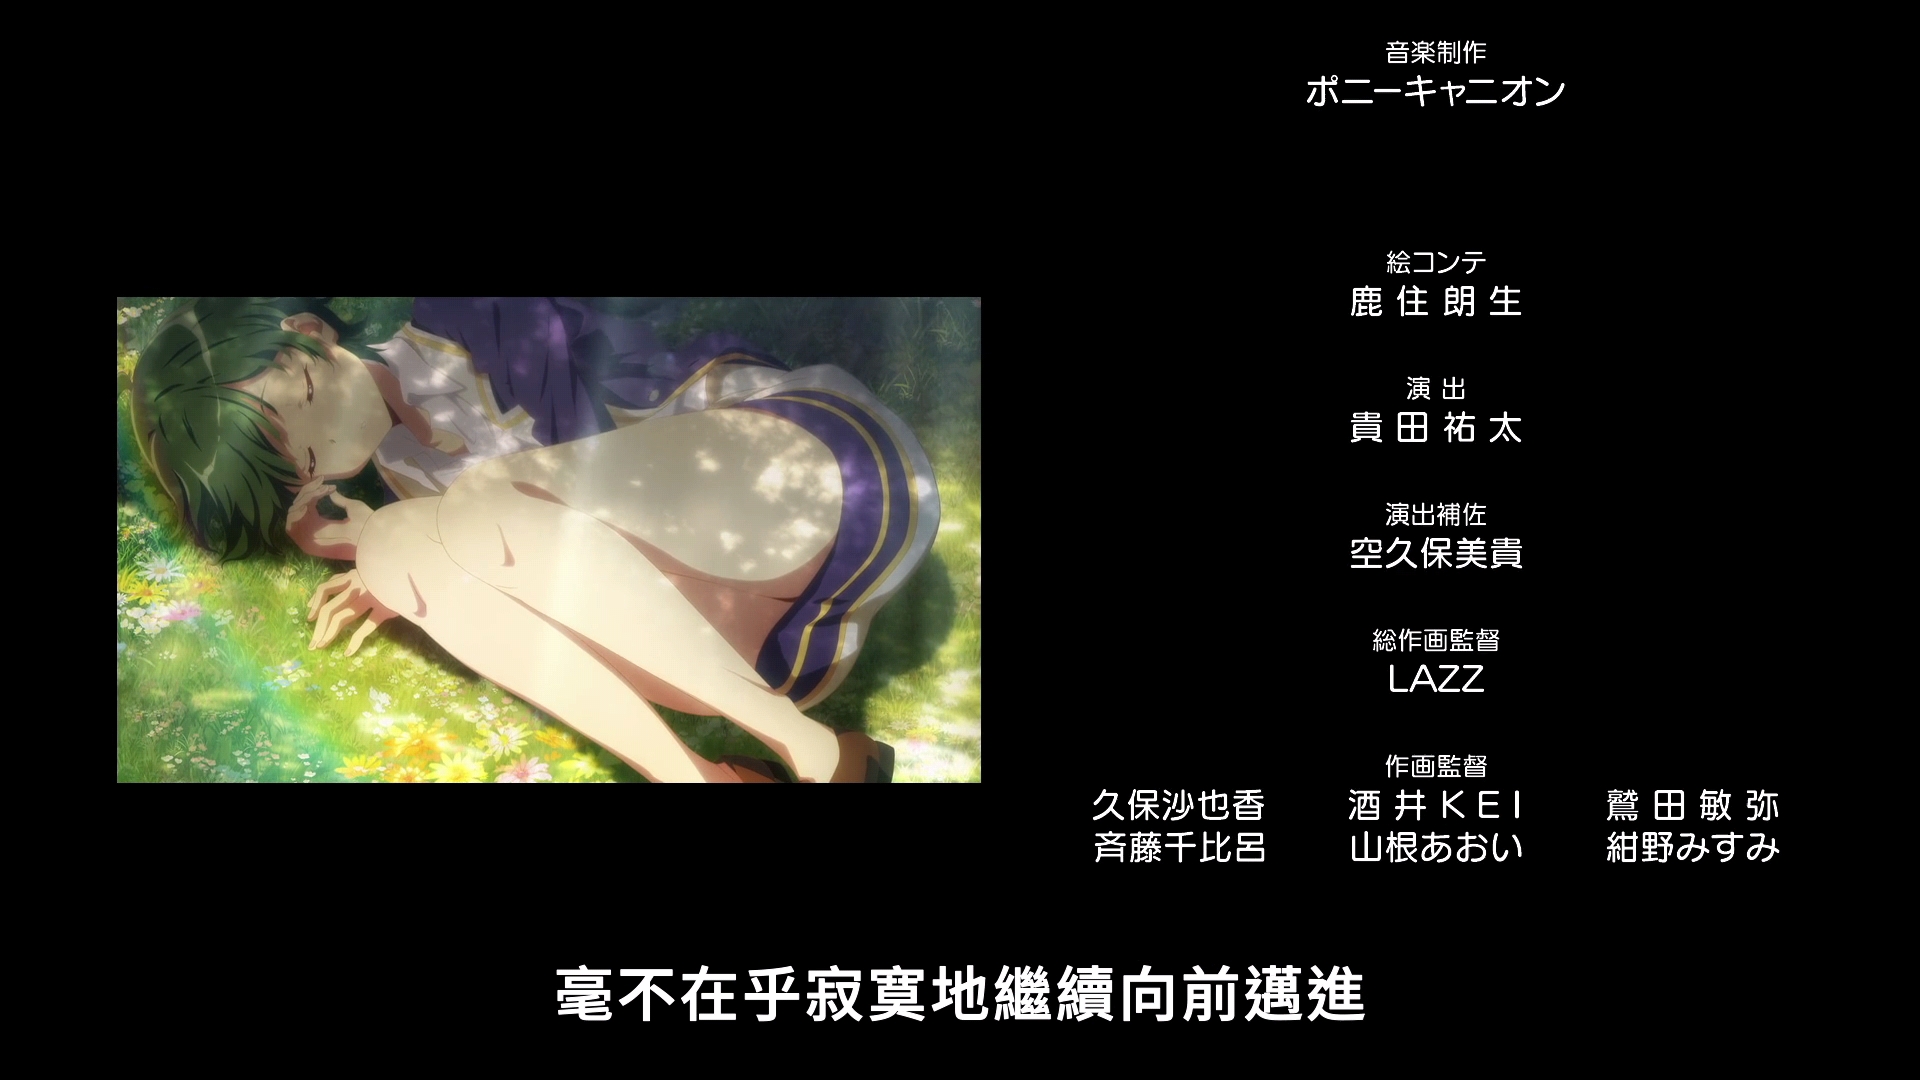 音楽制作
ポニーキャニオン
絵コンテ
鹿住朗生
演出
貴田祐太
演出補佐
空久保美貴
総作画監督
LAZZ
作画監督
久保沙也香 酒井KEI 鷲田敏弥
斉藤千比呂 山根あおい 紺野みすみ
毫不在乎寂寞地繼續向前邁進